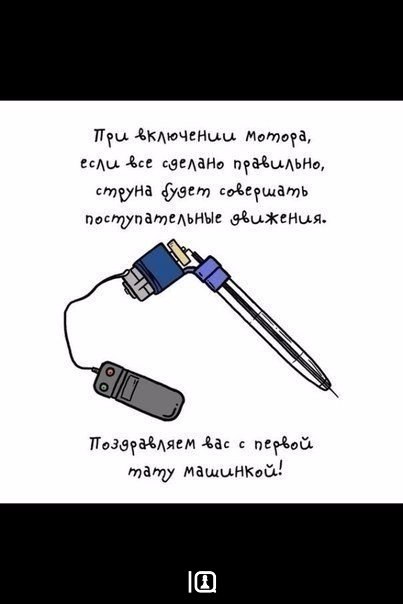 При включении мотора,
если все сделано правильно,
струна будет совершать
поступательные движения.
Поздравляем вас с первой
тату машинкой!